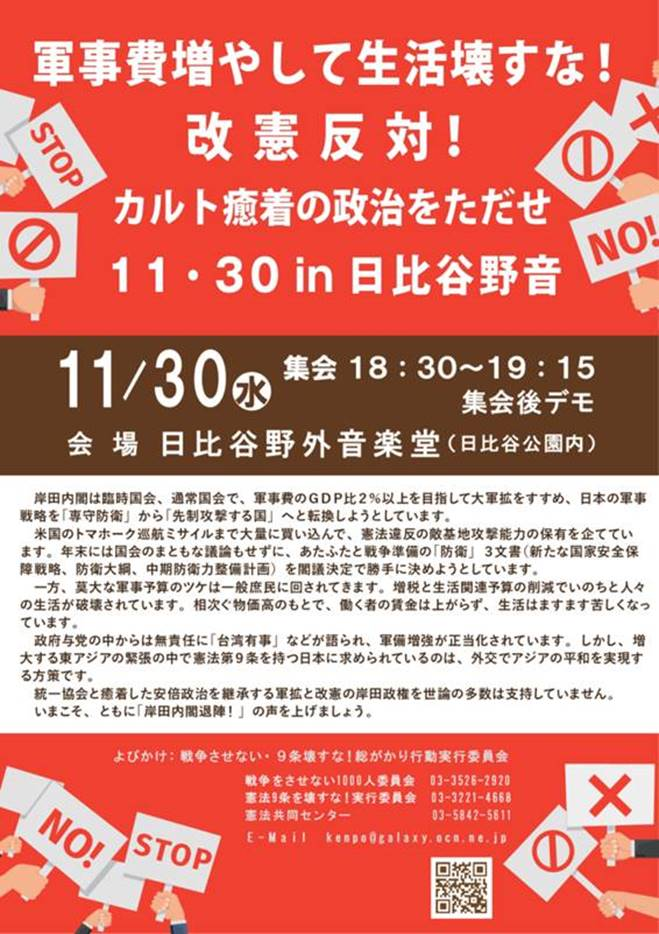 軍事費増やして生活壊すな！
改憲反対！
カルト癒着の政治をただせ
11・30 in 日比谷野音
STOP
NO!
11/30水 集会 18：30～19：15
集会後デモ
会場 日比谷野外音楽堂（日比谷公園内）
岸田内閣は臨時国会、通常国会で、軍事費のGDP比２％以上を目指して大軍拡をすすめ、日本の軍事
戦略を「専守防衛」から「先制攻撃する国」へと転換しようとしています。
米国のトマホーク巡航ミサイルまで大量に買い込んで、憲法違反の敵基地攻撃能力の保有を企ててい
ます。年末には国会のまともな議論もせずに、あたふたと戦争準備の「防衛」３文書（新たな国家安全保
障戦略、防衛大綱、中期防衛力整備計画）を閣議決定で勝手に決めようとしています。
一方、莫大な軍事予算のツケは一般庶民に回されてきます。増税と生活関連予算の削減でいのちと人々
の生活が破壊されています。相次ぐ物価高のもとで、働く者の賃金は上がらず、生活はますます苦しくなっ
ています。
政府与党の中からは無責任に「台湾有事」などが語られ、軍備増強が正当化されています。しかし、増
大する東アジアの緊張の中で憲法第９条を持つ日本に求められているのは、外交でアジアの平和を実現す
る方策です。
統一協会と癒着した安倍政治を継承する軍拡と改憲の岸田政権を世論の多数は支持していません。
いまこそ、ともに「岸田内閣退陣！」の声を上げましょう。
よびかけ：戦争させない・９条壊すな！総がかり行動実行委員会
戦争をさせない1000人委員会 03-3526-2920
憲法9条を壊すな！実行委員会 03-3221-4668
憲法共同センター 03-5842-5611
E-Mail kenpo@galaxy.ocn.ne.jp
NO!
STOP